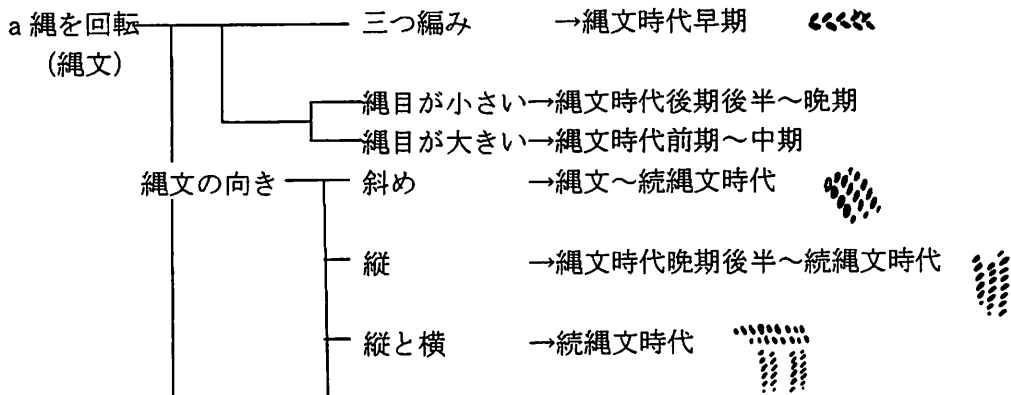 a 縄を回転 三つ編み →縄文時代早期
(縄文)
縄目が小さい→縄文時代後期後半～晩期
縄目が大きい→縄文時代前期～中期
縄文の向き 斜め →縄文～続縄文時代
縦 →縄文時代晩期後半～続縄文時代
縦と横 →続縄文時代